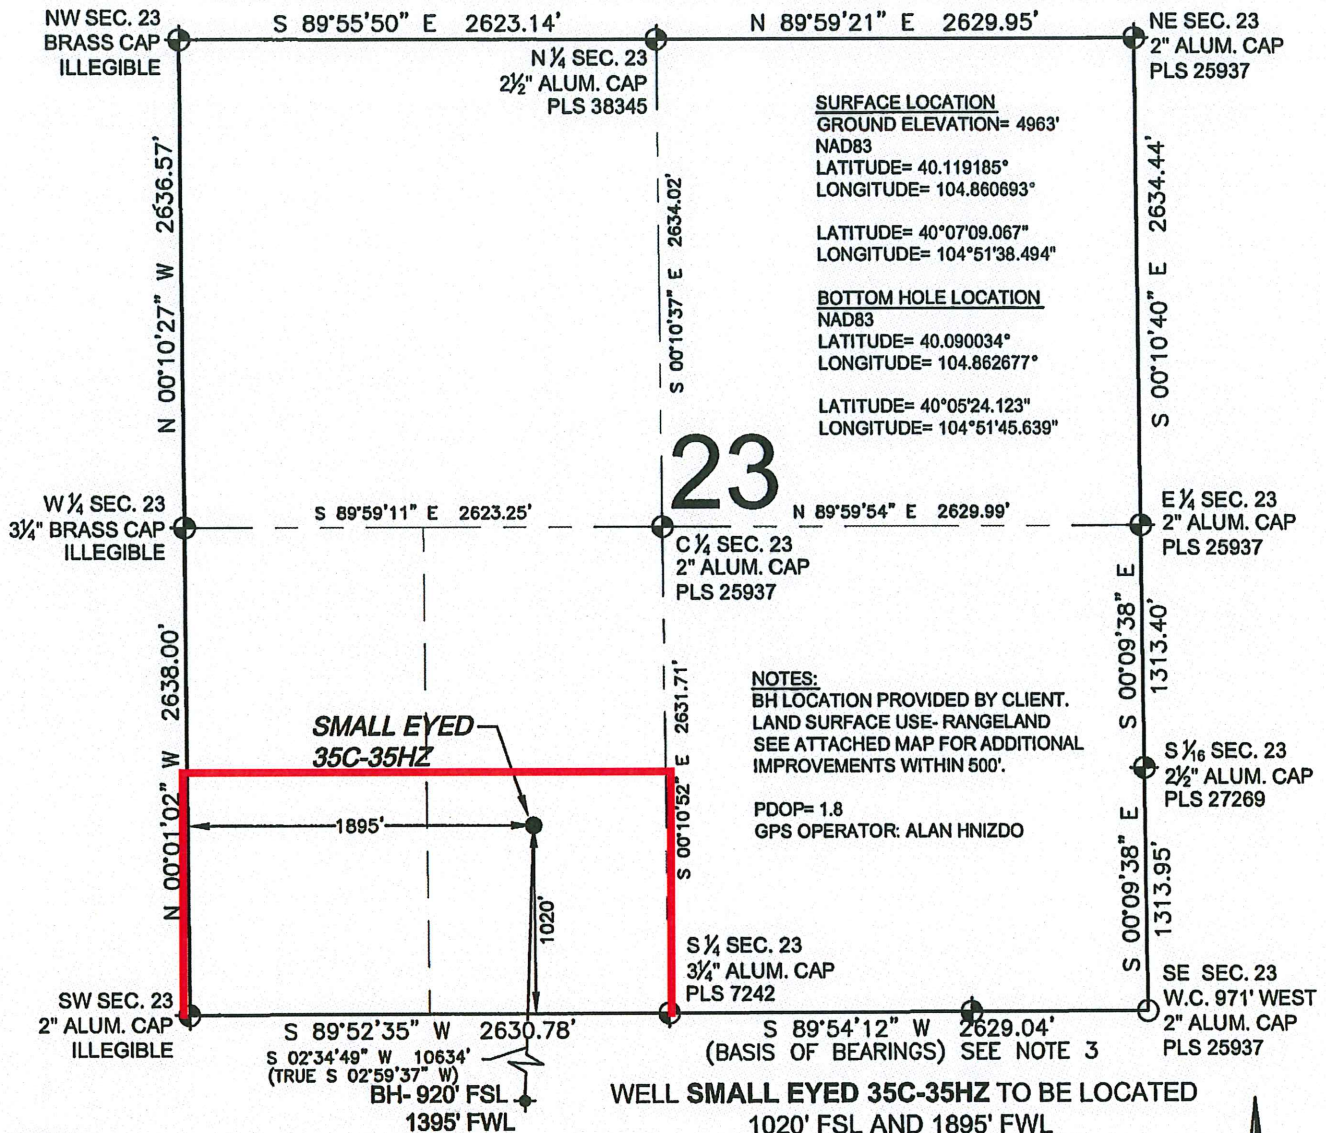 NW SEC. 23
BRASS CAP
ILLEGIBLE
S 89°55'50" E 2623.14'
N ¼ SEC. 23
2½" ALUM. CAP
PLS 38345
N 89°59'21" E 2629.95'
NE SEC. 23
2" ALUM. CAP
PLS 25937
N 00°10'27" W 2636.57'
S 00°10'37" E 2634.02'
SURFACE LOCATION
GROUND ELEVATION= 4963'
NAD83
LATITUDE= 40.119185°
LONGITUDE= 104.860693°
LATITUDE= 40°07'09.067"
LONGITUDE= 104°51'38.494"
BOTTOM HOLE LOCATION
NAD83
LATITUDE= 40.090034°
LONGITUDE= 104.862677°
LATITUDE= 40°05'24.123"
LONGITUDE= 104°51'45.639"
S 00°10'40" E 2634.44'
23
W ¼ SEC. 23
3¼" BRASS CAP
ILLEGIBLE
S 89°59'11" E 2623.25'
C ¼ SEC. 23
2" ALUM. CAP
PLS 25937
N 89°59'54" E 2629.99'
E ¼ SEC. 23
2" ALUM. CAP
PLS 25937
N 00°01'02" W 2638.00'
SMALL EYED
35C-35HZ
1895'
1020'
S 00°10'52" E 2631.71'
NOTES:
BH LOCATION PROVIDED BY CLIENT.
LAND SURFACE USE- RANGELAND
SEE ATTACHED MAP FOR ADDITIONAL
IMPROVEMENTS WITHIN 500'.
PDOP= 1.8
GPS OPERATOR: ALAN HNIZDO
S 00°09'38" E
1313.40'
S 1/16 SEC. 23
2½" ALUM. CAP
PLS 27269
S 00°09'38" E
1313.95'
S ¼ SEC. 23
3¼" ALUM. CAP
PLS 7242
SW SEC. 23
2" ALUM. CAP
ILLEGIBLE
SE SEC. 23
W.C. 971' WEST
2" ALUM. CAP
PLS 25937
S 89°52'35" W 2630.78'
S 02°34'49" W 10634'
(TRUE S 02°59'37" W)
BH- 920' FSL
1395' FWL
S 89°54'12" W 2629.04'
(BASIS OF BEARINGS) SEE NOTE 3
WELL SMALL EYED 35C-35HZ TO BE LOCATED
1020' FSL AND 1895' FWL